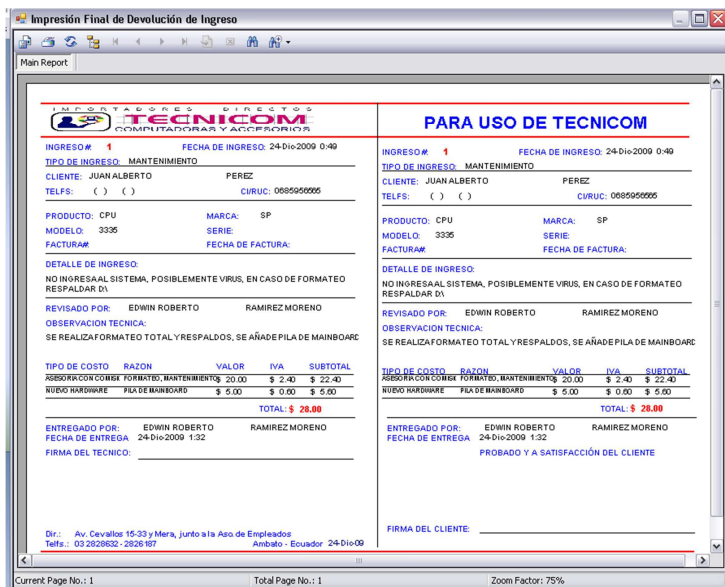 Impresión Final de Devolución de Ingreso
Main Report
IMPORTADORES DIRECTOS
TECNICOM
COMPUTADORAS Y ACCESORIOS
INGRESO#: 1 FECHA DE INGRESO: 24-Dic-2009 0:49
TIPO DE INGRESO: MANTENIMIENTO
CLIENTE: JUAN ALBERTO PEREZ
TELFS: ( ) ( ) CI/RUC: 0685956565
PRODUCTO: CPU MARCA: SP
MODELO: 3335 SERIE:
FACTURA#: FECHA DE FACTURA:
DETALLE DE INGRESO:
NO INGRESA AL SISTEMA, POSIBLEMENTE VIRUS, EN CASO DE FORMATEO
RESPALDAR D:\
REVISADO POR: EDWIN ROBERTO RAMIREZ MORENO
OBSERVACION TECNICA:
SE REALIZA FORMATEO TOTAL Y RESPALDOS, SE AÑADE PILA DE MAINBOARD
TIPO DE COSTO RAZON VALOR IVA SUBTOTAL
ASESORIA CON COMISK FORMATEO, MANTENIMIENTO $ 20.00 $ 2.40 $ 22.40
NUEVO HARDWARE PILA DE MAINBOARD $ 5.00 $ 0.60 $ 5.60
TOTAL: $ 28.00
ENTREGADO POR: EDWIN ROBERTO RAMIREZ MORENO
FECHA DE ENTREGA 24-Dic-2009 1:32
FIRMA DEL TECNICO:
Dir.: Av. Cevallos 15-33 y Mera, junto a la Aso. de Empleados
Telfs.: 03 2828632 - 2826187 Ambato - Ecuador 24-Dic-09
PARA USO DE TECNICOM
INGRESO#: 1 FECHA DE INGRESO: 24-Dic-2009 0:49
TIPO DE INGRESO: MANTENIMIENTO
CLIENTE: JUAN ALBERTO PEREZ
TELFS: ( ) ( ) CI/RUC: 0685956565
PRODUCTO: CPU MARCA: SP
MODELO: 3335 SERIE:
FACTURA#: FECHA DE FACTURA:
DETALLE DE INGRESO:
NO INGRESA AL SISTEMA, POSIBLEMENTE VIRUS, EN CASO DE FORMATEO
RESPALDAR D:\
REVISADO POR: EDWIN ROBERTO RAMIREZ MORENO
OBSERVACION TECNICA:
SE REALIZA FORMATEO TOTAL Y RESPALDOS, SE AÑADE PILA DE MAINBOARD
TIPO DE COSTO RAZON VALOR IVA SUBTOTAL
ASESORIA CON COMISK FORMATEO, MANTENIMIENTO $ 20.00 $ 2.40 $ 22.40
NUEVO HARDWARE PILA DE MAINBOARD $ 5.00 $ 0.60 $ 5.60
TOTAL: $ 28.00
ENTREGADO POR: EDWIN ROBERTO RAMIREZ MORENO
FECHA DE ENTREGA 24-Dic-2009 1:32
PROBADO Y A SATISFACCIÓN DEL CLIENTE
FIRMA DEL CLIENTE:
Current Page No.: 1 Total Page No.: 1 Zoom Factor: 75%